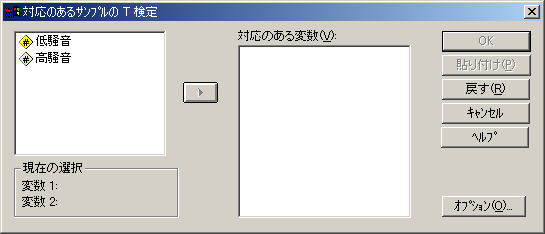 対応のあるサンプルの T 検定
低騒音
高騒音
対応のある変数(V):
OK
貼り付け(P)
戻す(R)
キャンセル
ヘルプ
現在の選択
変数 1:
変数 2:
オプション(O)...